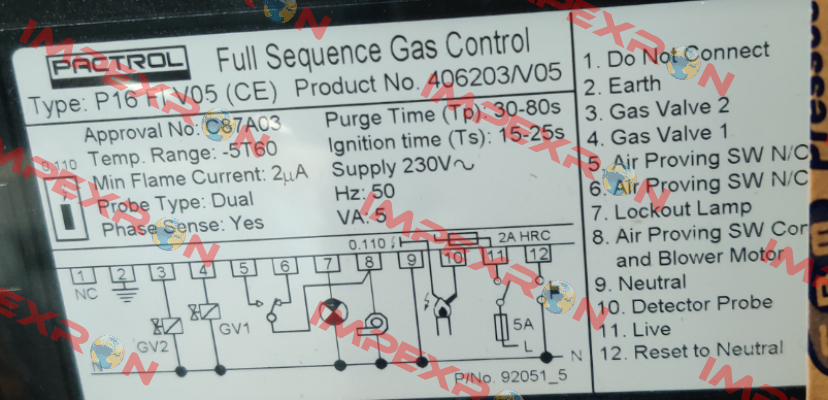 PACTROL
Full Sequence Gas Control
Type: P16 FI V05 (CE) Product No. 406203/V05
Approval No: C87A03
Temp. Range: -5T60
Min Flame Current: 2µA
Probe Type: Dual
Phase Sense: Yes
Purge Time (Tp): 30-80s
Ignition time (Ts): 15-25s
Supply 230V~
Hz: 50
VA: 5
0.110
0.110
2A HRC
1 2 3 4 5 6 7 8 9 10 11 12
NC
GV2
GV1
5A
L
N
N
P/No. 92051_5
1. Do Not Connect
2. Earth
3. Gas Valve 2
4. Gas Valve 1
5. Air Proving SW N/C
6. Air Proving SW N/C
7. Lockout Lamp
8. Air Proving SW Com
and Blower Motor
9. Neutral
10. Detector Probe
11. Live
12. Reset to Neutral
IMPEXRON